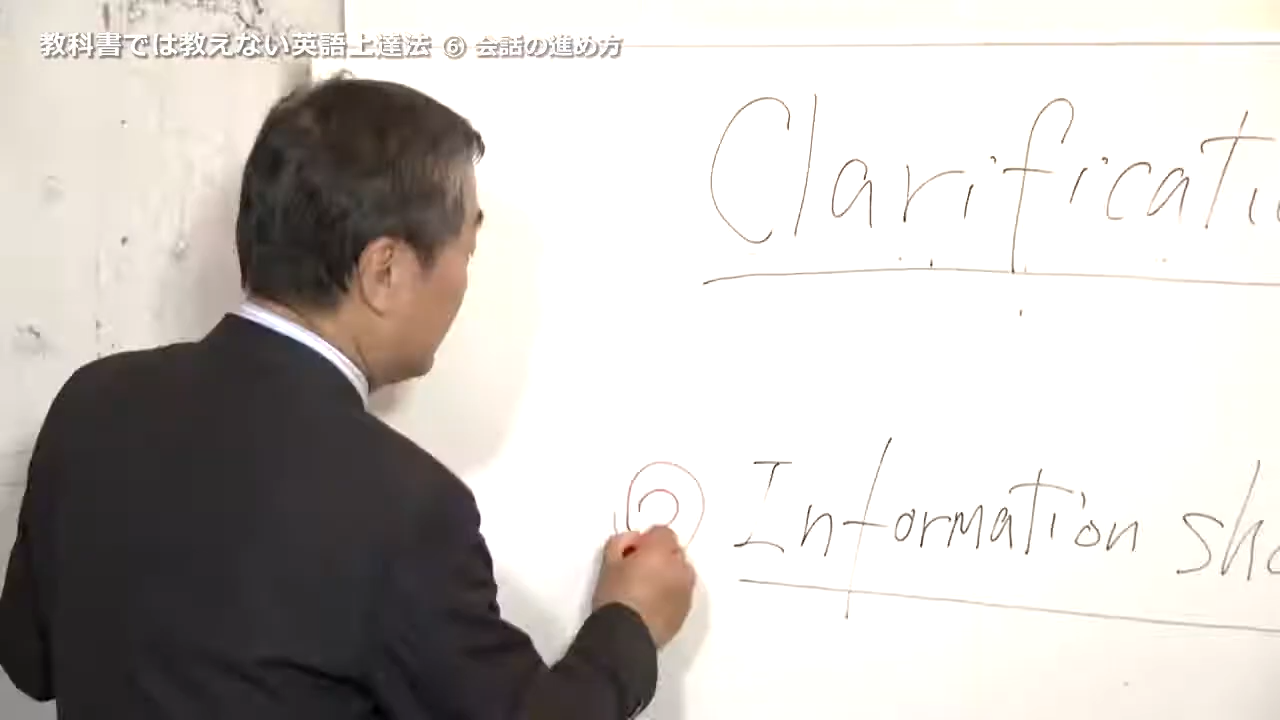 教科書では教えない英語上達法 ⑥ 会話の進め方
Clarificati
Information sh